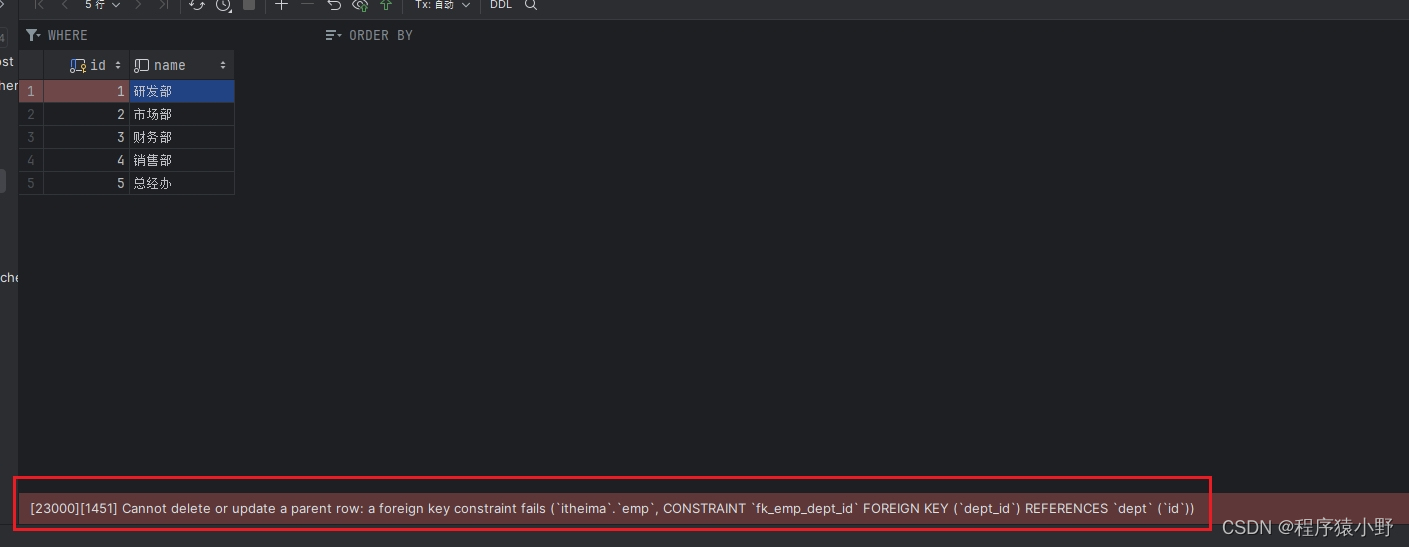 5 行
Tx: 自动
DDL
WHERE
ORDER BY
id
name
1 1 研发部
2 2 市场部
3 3 财务部
4 4 销售部
5 5 总经办
4
ost
her
che
[23000][1451] Cannot delete or update a parent row: a foreign key constraint fails (`itheima`.`emp`, CONSTRAINT `fk_emp_dept_id` FOREIGN KEY (`dept_id`) REFERENCES `dept` (`id`))
CSDN @程序猿小野